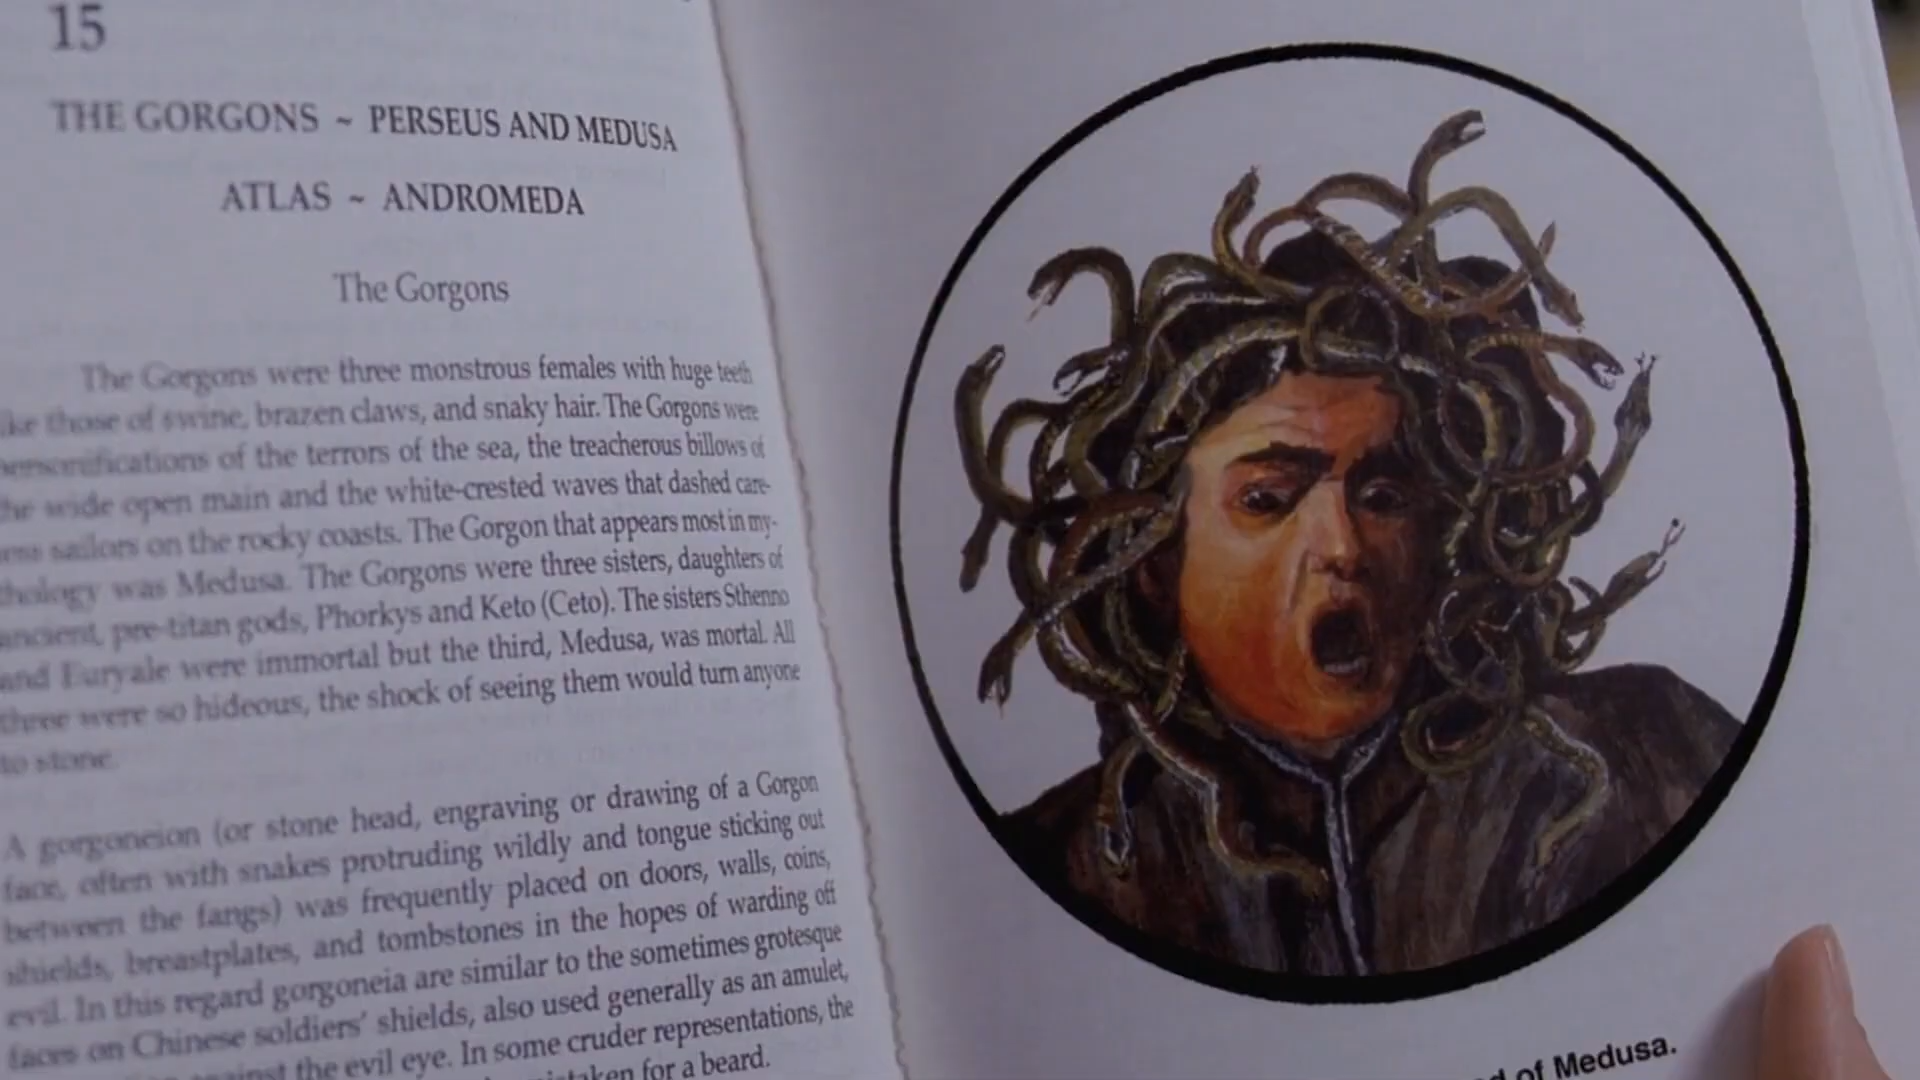 15
THE GORGONS ~ PERSEUS AND MEDUSA
ATLAS ~ ANDROMEDA
The Gorgons
The Gorgons were three monstrous females with huge teeth
like those of swine, brazen claws, and snaky hair. The Gorgons were
personifications of the terrors of the sea, the treacherous billows of
the wide open main and the white-crested waves that dashed care-
less sailors on the rocky coasts. The Gorgon that appears most in my-
thology was Medusa. The Gorgons were three sisters, daughters of
ancient, pre-titan gods, Phorkys and Keto (Ceto). The sisters Sthenno
and Euryale were immortal but the third, Medusa, was mortal. All
three were so hideous, the shock of seeing them would turn anyone
to stone.
A gorgoneion (or stone head, engraving or drawing of a Gorgon
face, often with snakes protruding wildly and tongue sticking out
between the fangs) was frequently placed on doors, walls, coins,
shields, breastplates, and tombstones in the hopes of warding off
evil. In this regard gorgoneia are similar to the sometimes grotesque
faces on Chinese soldiers' shields, also used generally as an amulet,
against the evil eye. In some cruder representations, the
for a beard.
of Medusa.